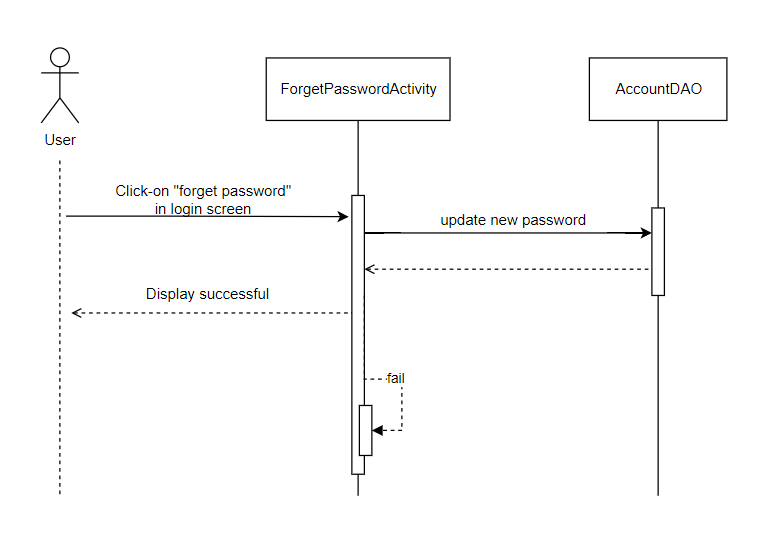 ForgetPasswordActivity
AccountDAO
User
Click-on "forget password"
in login screen
update new password
Display successful
fail